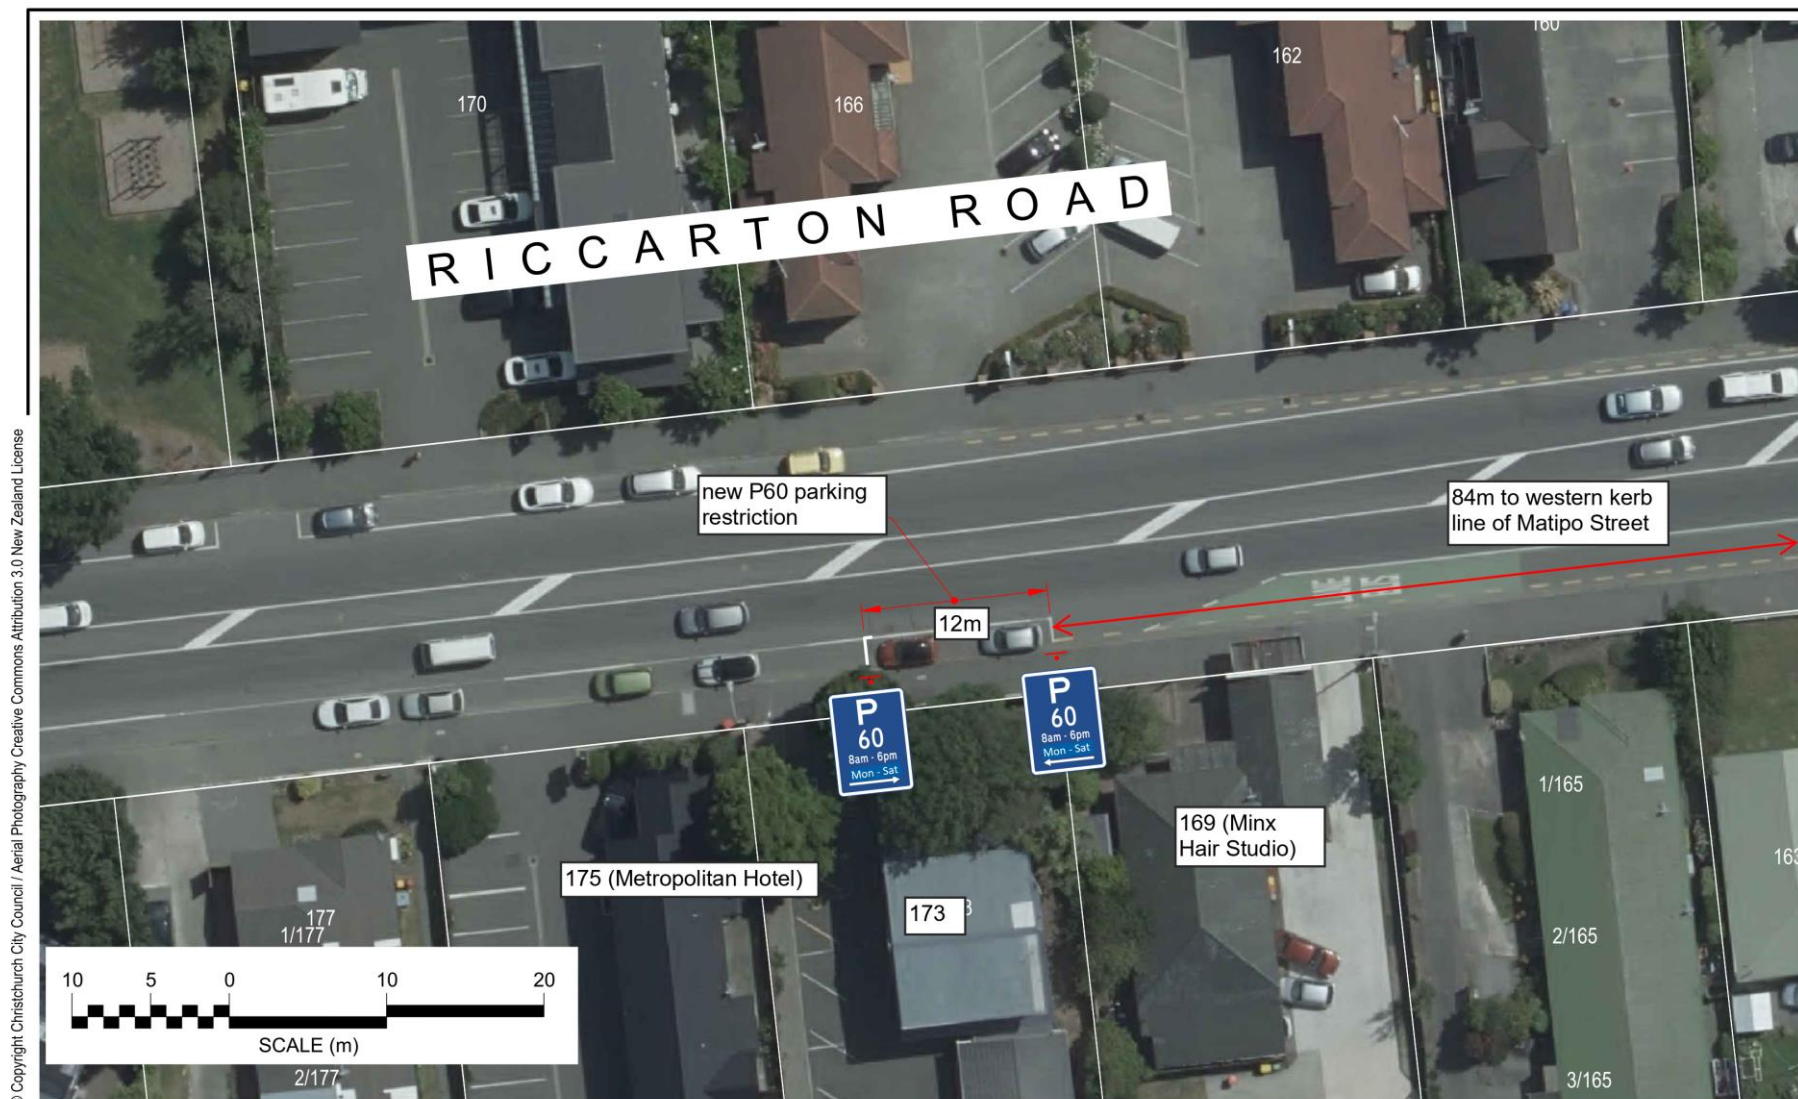 160
162
170
166
RICCARTON ROAD
new P60 parking
restriction
84m to western kerb
line of Matipo Street
12m
P
60
8am - 6pm
Mon - Sat
P
60
8am - 6pm
Mon - Sat
169 (Minx
Hair Studio)
175 (Metropolitan Hotel)
173
177
1/177
2/177
1/165
2/165
3/165
163
10 5 0 10 20
SCALE (m)
© Copyright Christchurch City Council / Aerial Photography Creative Commons Attribution 3.0 New Zealand License